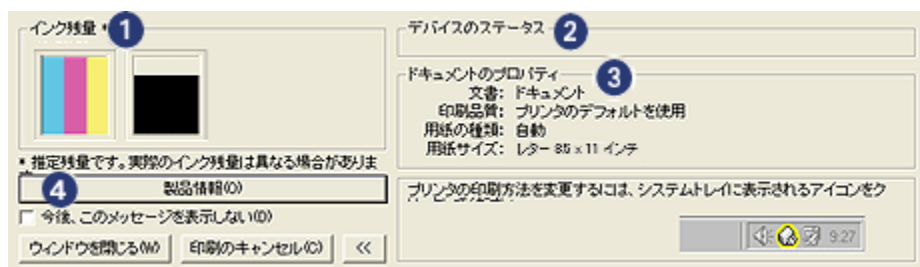 インク残量 *
1
* 指定残量です。実際のインク残量は異なる場合がありま
4
製品情報(O)
今後、このメッセージを表示しない(D)
ウィンドウを閉じる(W)
印刷のキャンセル(C)
<<
デバイスのステータス
2
ドキュメントのプロパティ
3
文書: ドキュメント
印刷品質: プリンタのデフォルトを使用
用紙の種類: 自動
用紙サイズ: レター 85 x 11 インチ
プリンタの印刷方法を変更するには、システムトレイに表示されるアイコンをク
9:27